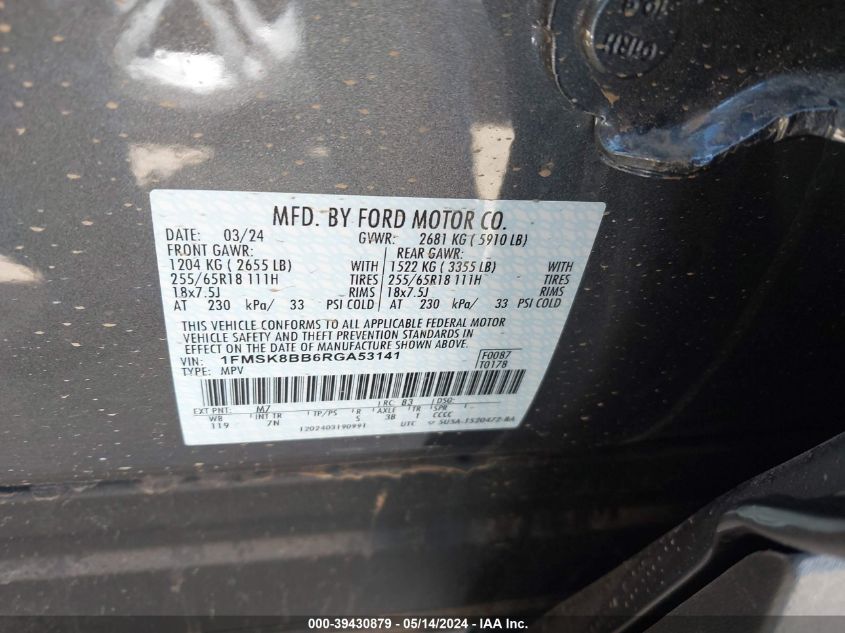 MFD. BY FORD MOTOR CO.
DATE: 03/24 GVWR: 2681 KG ( 5910 LB)
FRONT GAWR: REAR GAWR:
1204 KG ( 2655 LB) WITH 1522 KG ( 3355 LB) WITH
255/65R18 111H TIRES 255/65R18 111H TIRES
18x7.5J RIMS 18x7.5J RIMS
AT 230 kPa/ 33 PSI COLD AT 230 kPa/ 33 PSI COLD
THIS VEHICLE CONFORMS TO ALL APPLICABLE FEDERAL MOTOR
VEHICLE SAFETY AND THEFT PREVENTION STANDARDS IN
EFFECT ON THE DATE OF MANUFACTURE SHOWN ABOVE.
VIN: 1FMSK8BB6RGA53141 F0087
TYPE: MPV T0178
EXT PNT: M7 RC: B3 DSO:
WB INT TR TP/PS R AXLE TR SPR
119 7N S 3B 1 CCCC
1202403190991 UTC 5U5A-1520472-BA
000-39430879 - 05/14/2024 - IAA Inc.